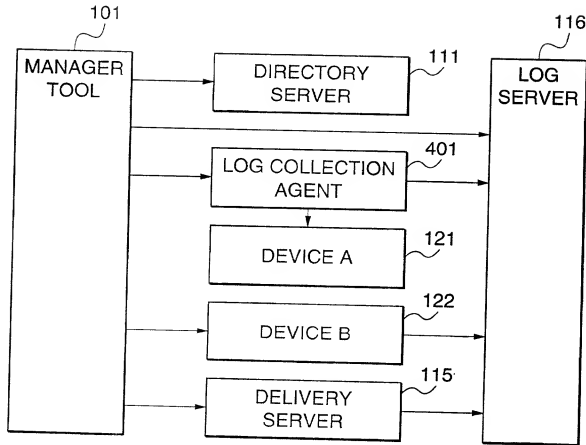 101
MANAGER
TOOL
DIRECTORY
SERVER
111
116
LOG
SERVER
LOG COLLECTION
AGENT
401
DEVICE A
121
DEVICE B
122
DELIVERY
SERVER
115